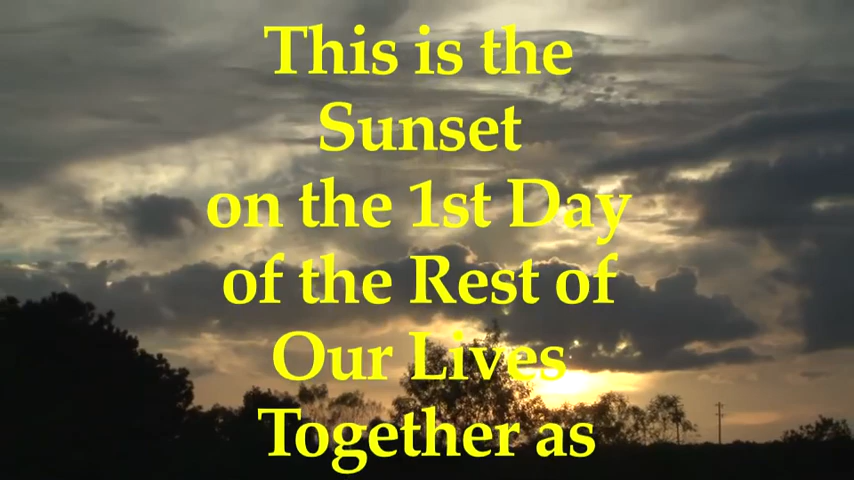 This is the
Sunset
on the 1st Day
of the Rest of
Our Lives
Together as